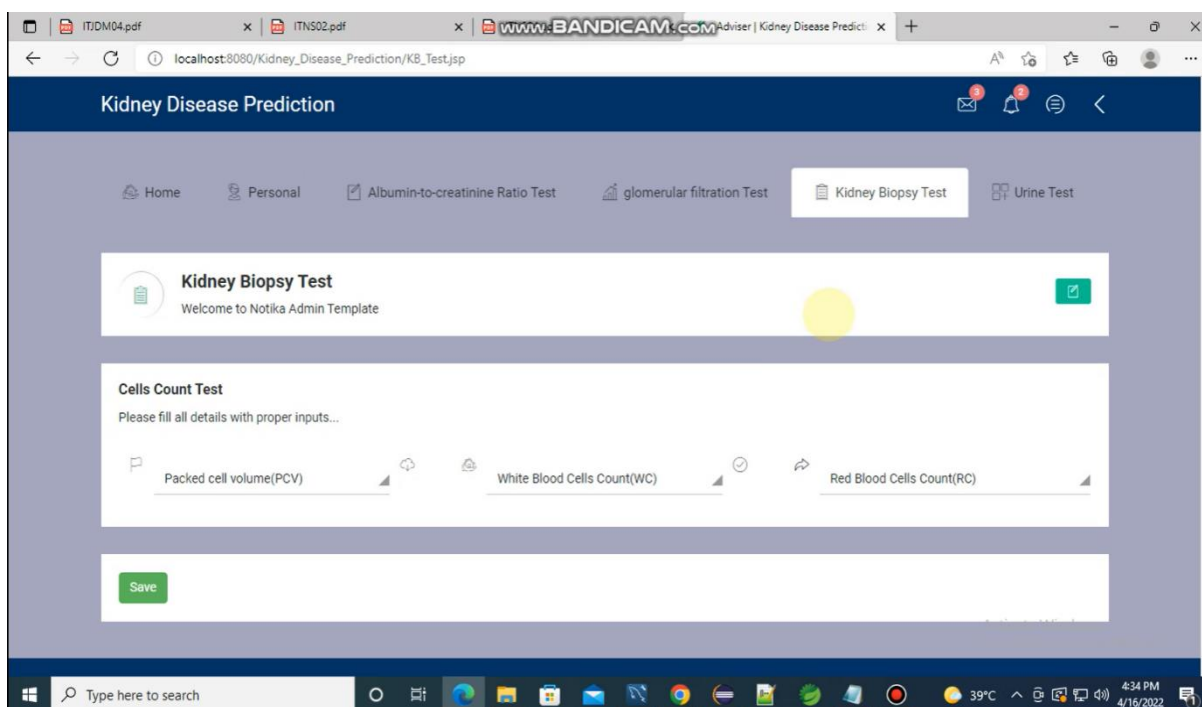 ITJDM04.pdf
ITNS02.pdf
www.BANDICAM.com
Adviser | Kidney Disease Predicti
localhost:8080/Kidney_Disease_Prediction/KB_Test.jsp
Kidney Disease Prediction
3
2
Home
Personal
Albumin-to-creatinine Ratio Test
glomerular filtration Test
Kidney Biopsy Test
Urine Test
Kidney Biopsy Test
Welcome to Notika Admin Template
Cells Count Test
Please fill all details with proper inputs...
Packed cell volume(PCV)
White Blood Cells Count(WC)
Red Blood Cells Count(RC)
Save
Type here to search
39°C
4:34 PM
4/16/2022